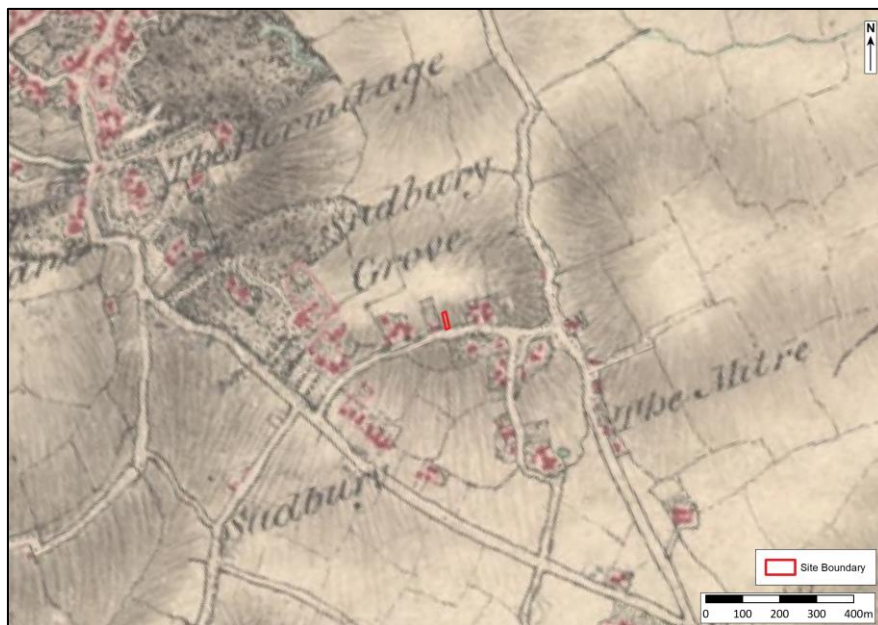 N
The Hermitage
Sudbury
Grove
The Mitre
Sudbury
Site Boundary
0 100 200 300 400m